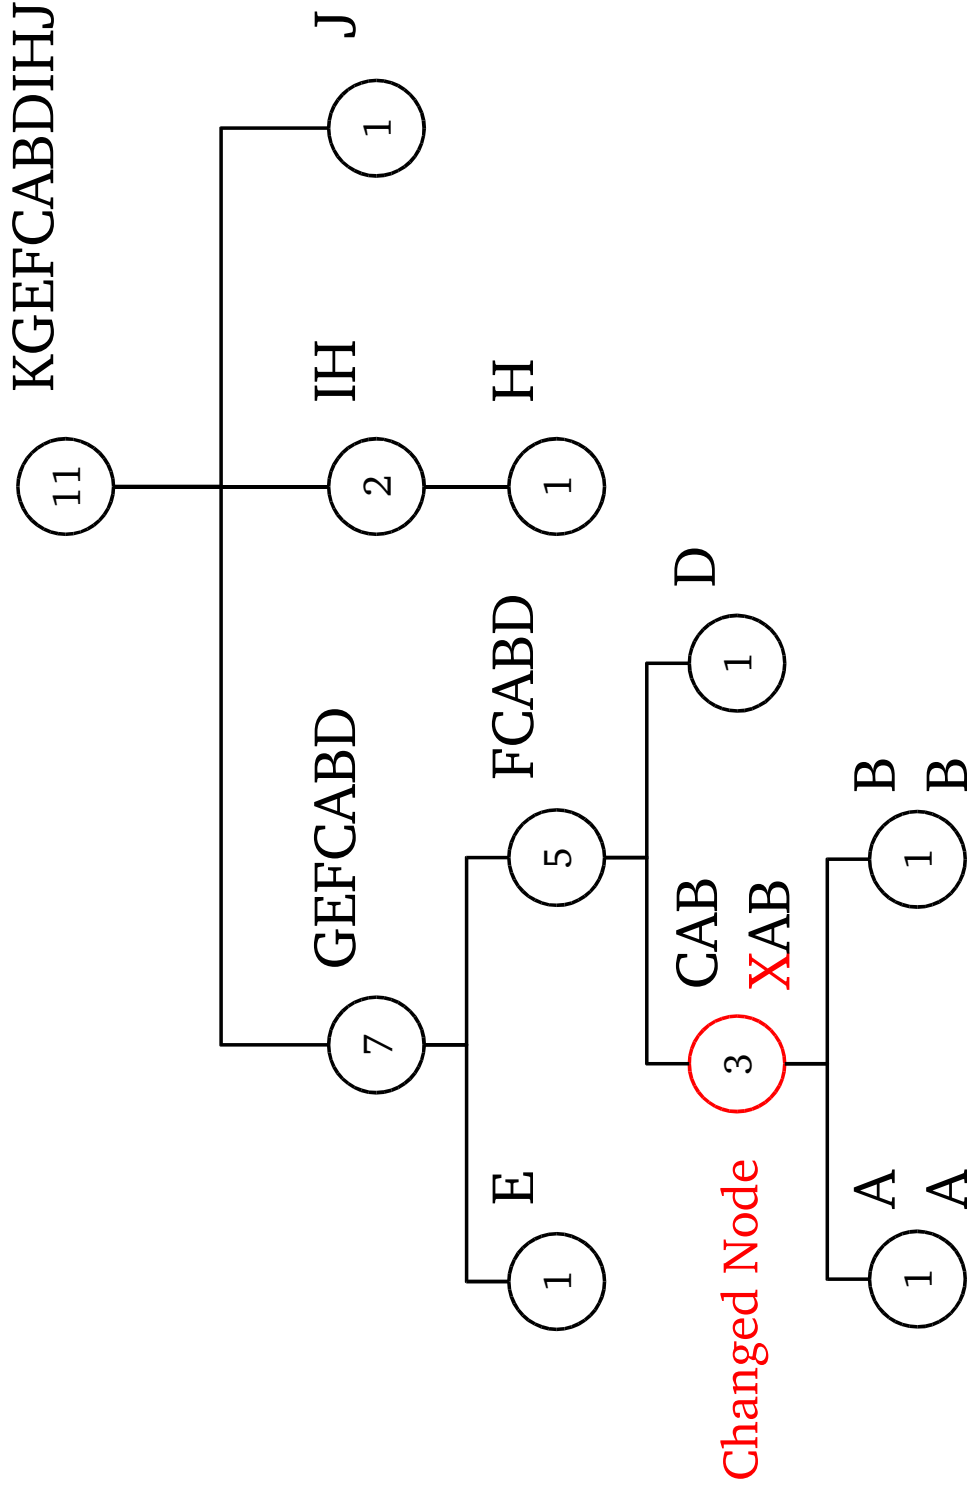 KGEFCABDIHJ
11
GEFCABD
7
IH
2
J
1
E
1
FCABD
5
H
1
Changed Node
3
CAB
XAB
D
1
A
A
1
B
B
1